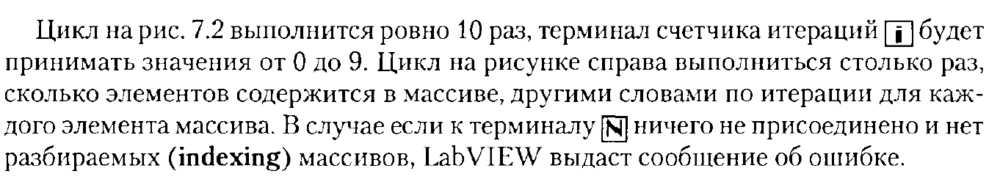 Цикл на рис. 7.2 выполнится ровно 10 раз, терминал счетчика итераций i будет
принимать значения от 0 до 9. Цикл на рисунке справа выполниться столько раз,
сколько элементов содержится в массиве, другими словами по итерации для каж-
дого элемента массива. В случае если к терминалу N ничего не присоединено и нет
разбираемых (indexing) массивов, LabVIEW выдаст сообщение об ошибке.